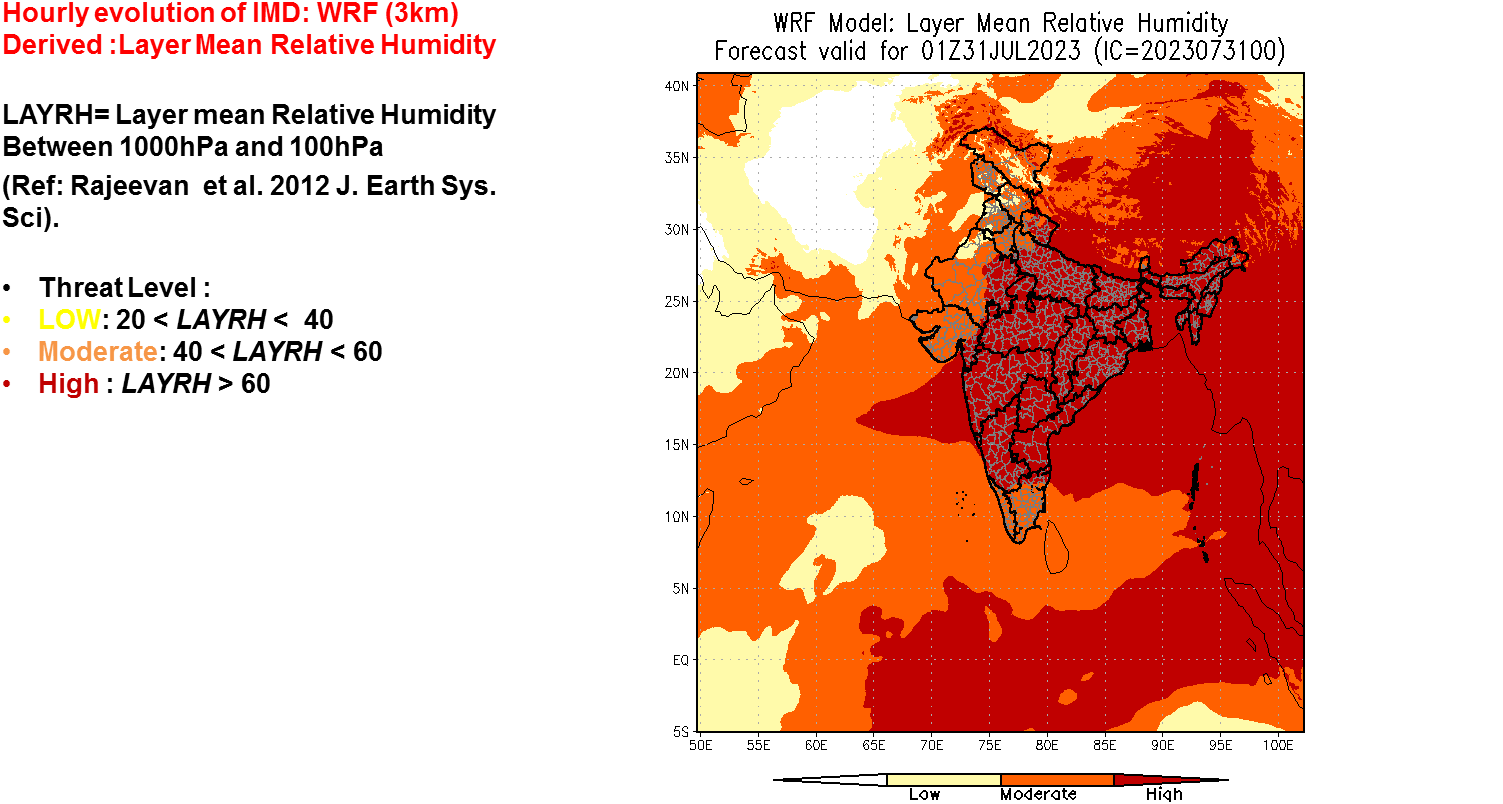 Hourly evolution of IMD: WRF (3km)
Derived :Layer Mean Relative Humidity
LAYRH= Layer mean Relative Humidity
Between 1000hPa and 100hPa
(Ref: Rajeevan et al. 2012 J. Earth Sys.
Sci).
• Threat Level :
• LOW: 20 < LAYRH < 40
• Moderate: 40 < LAYRH < 60
• High : LAYRH > 60
WRF Model: Layer Mean Relative Humidity
Forecast valid for 01Z31JUL2023 (IC=2023073100)
40N
35N
30N
25N
20N
15N
10N
5N
EQ
5S
50E 55E 60E 65E 70E 75E 80E 85E 90E 95E 100E
Low Moderate High